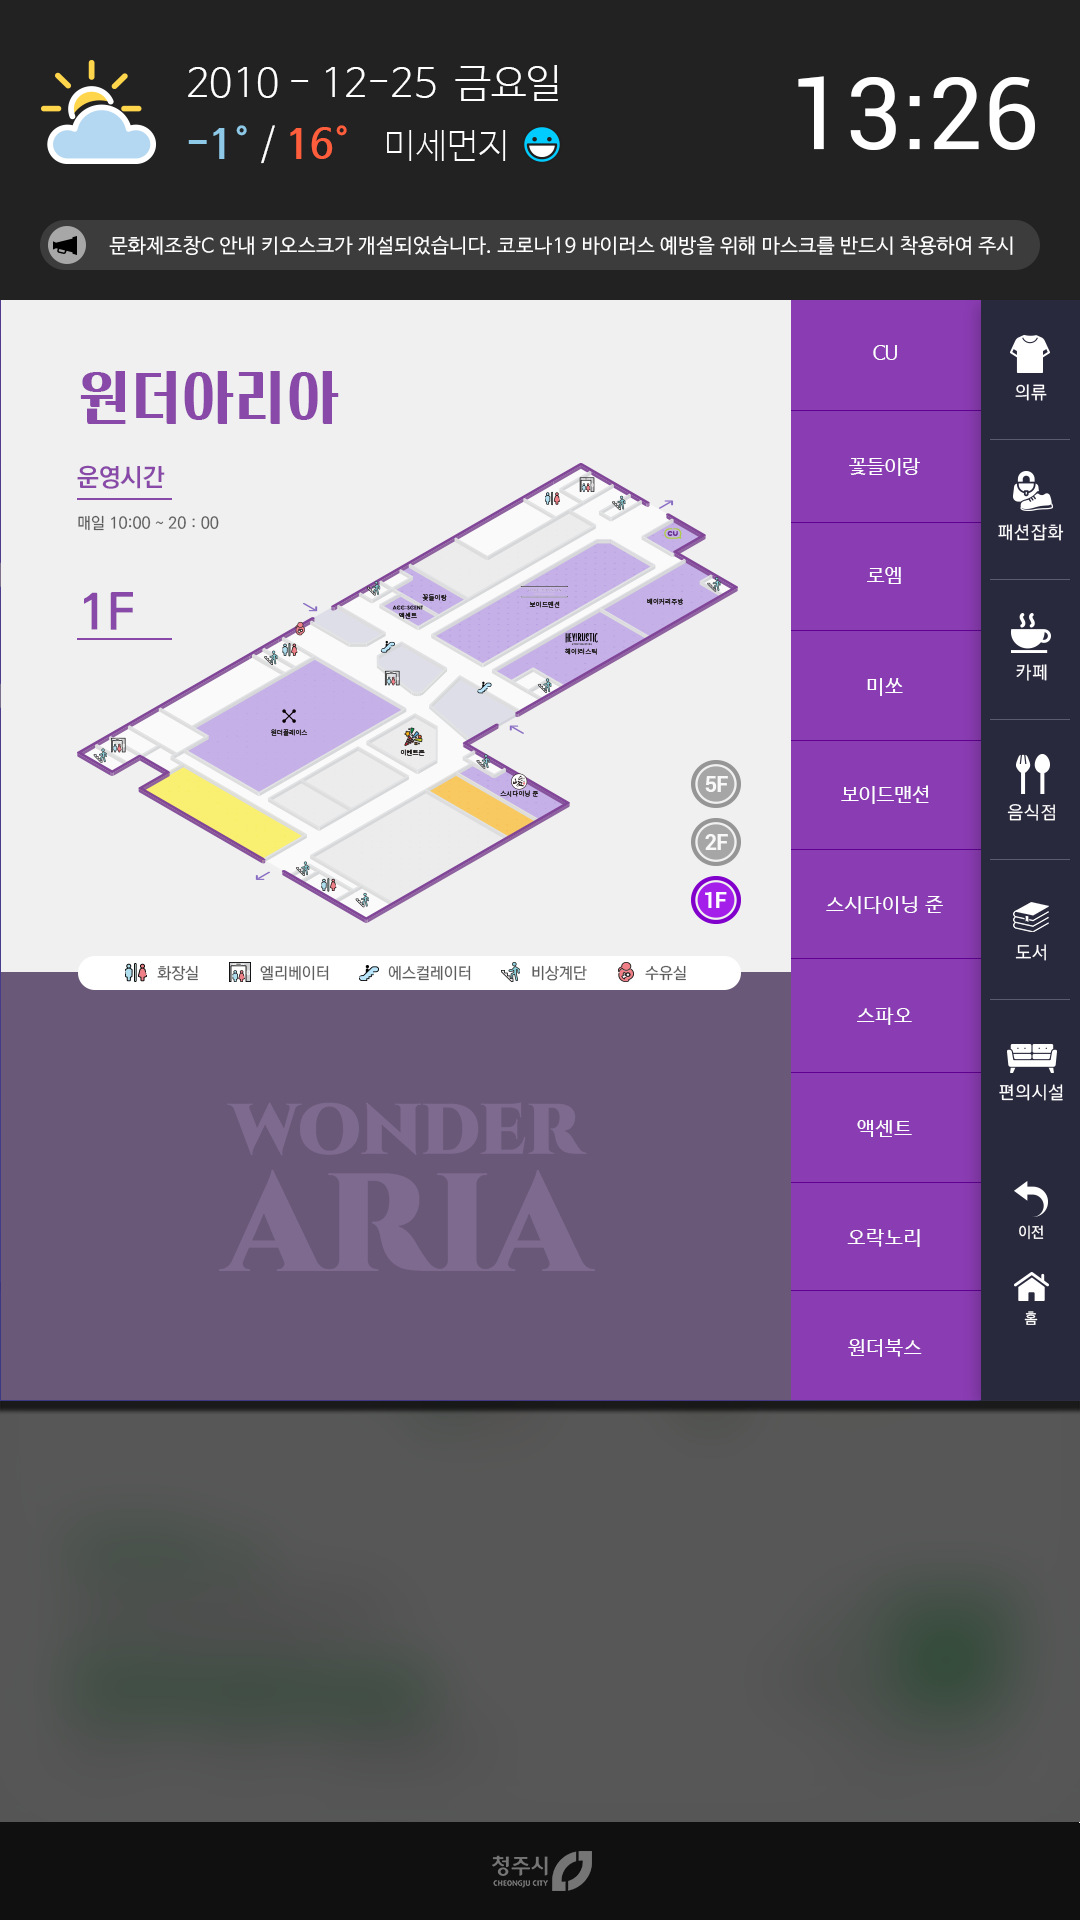 2010 - 12-25 금요일
-1° / 16° 미세먼지
13:26
문화제조창C 안내 키오스크가 개설되었습니다. 코로나19 바이러스 예방을 위해 마스크를 반드시 착용하여 주시
원더아리아
운영시간
매일 10:00 ~ 20 : 00
1F
CU
꽃들이랑
ACC:SCENT
액센트
보이드맨션
베이커리주방
HEY!RUSTIC
헤이!러스틱
원더플레이스
이벤트존
스시다이닝 준
5F
2F
1F
화장실
엘리베이터
에스컬레이터
비상계단
수유실
WONDER
ARIA
CU
꽃들이랑
로엠
미쏘
보이드맨션
스시다이닝 준
스파오
액센트
오락노리
원더북스
의류
패션잡화
카페
음식점
도서
편의시설
이전
홈
청주시
CHEONGJU CITY